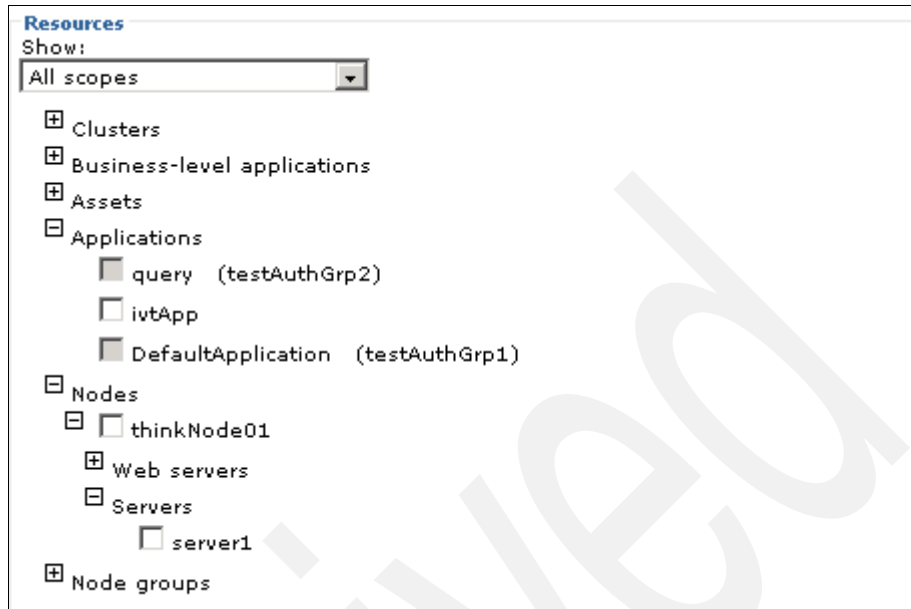 Resources
Show:
All scopes
Clusters
Business-level applications
Assets
Applications
query (testAuthGrp2)
ivtApp
DefaultApplication (testAuthGrp1)
Nodes
thinkNode01
Web servers
Servers
server1
Node groups